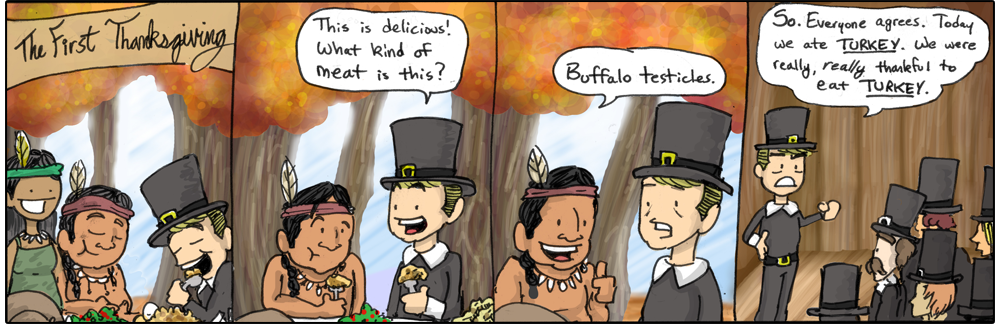 The First Thanksgiving
This is delicious!
What kind of
meat is this?
Buffalo testicles.
So. Everyone agrees. Today
we ate TURKEY. We were
really, really thankful to
eat TURKEY.